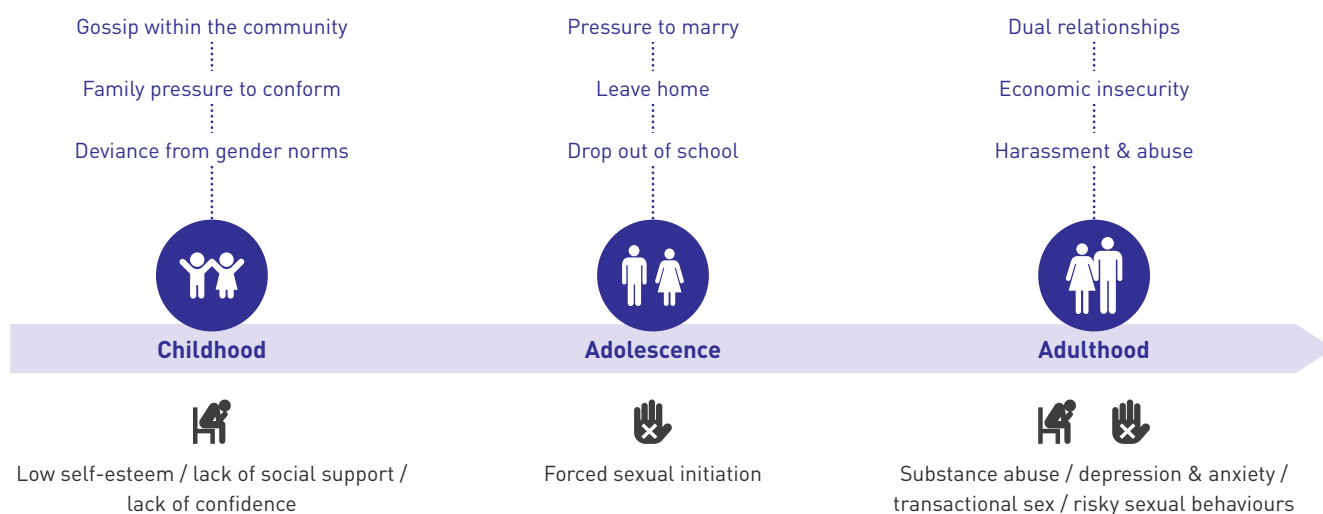 Gossip within the community
Pressure to marry
Dual relationships
Family pressure to conform
Leave home
Economic insecurity
Deviance from gender norms
Drop out of school
Harassment & abuse
Childhood
Adolescence
Adulthood
Low self-esteem / lack of social support /
lack of confidence
Forced sexual initiation
Substance abuse / depression & anxiety /
transactional sex / risky sexual behaviours